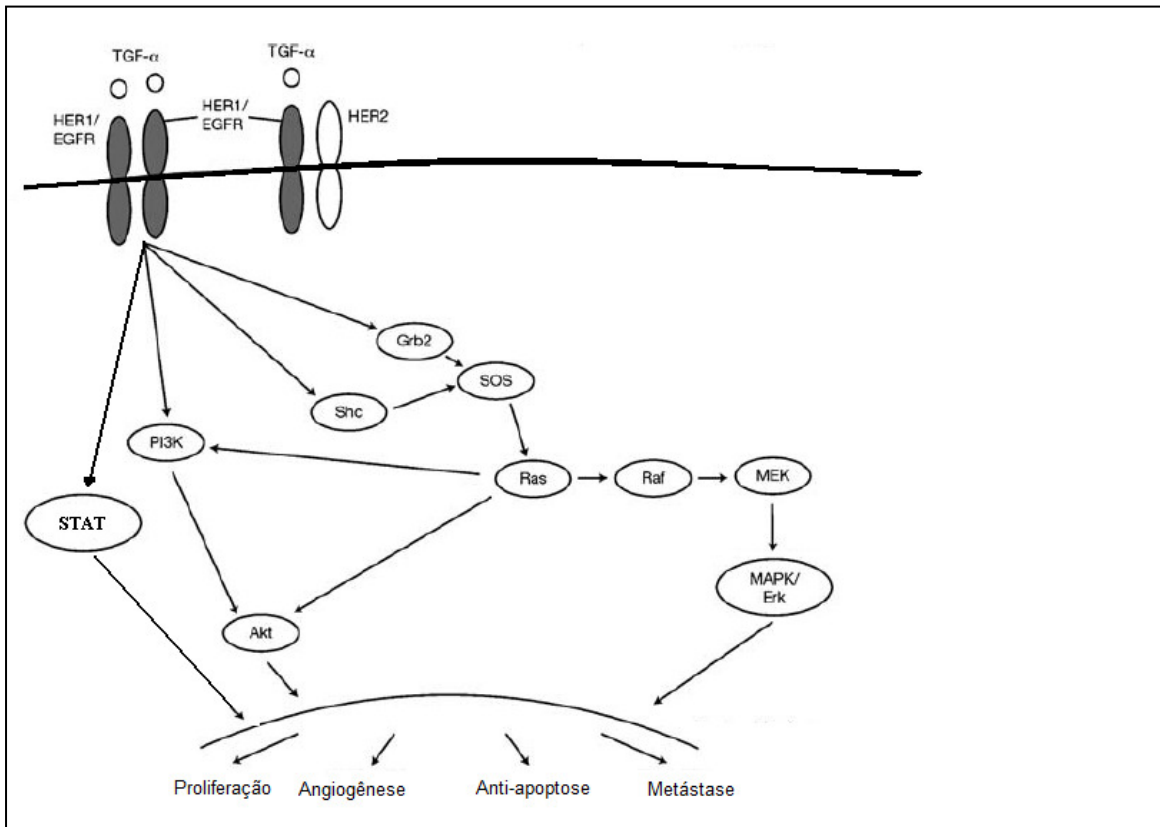 TGF-α
TGF-α
HER1/
EGFR
HER1/
EGFR
HER2
Grb2
SOS
Shc
PI3K
Ras
Raf
MEK
STAT
MAPK/
Erk
Akt
Proliferação
Angiogênese
Anti-apoptose
Metástase